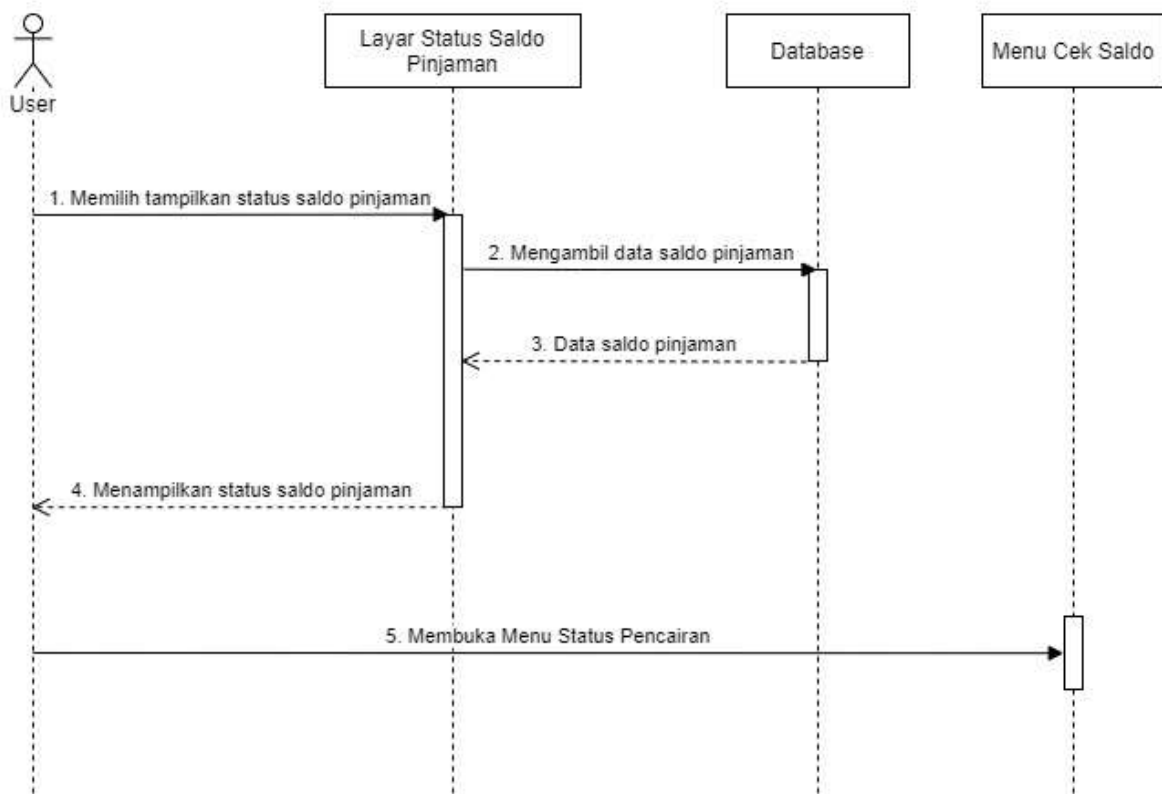 User
Layar Status Saldo
Pinjaman
Database
Menu Cek Saldo
1. Memilih tampilkan status saldo pinjaman
2. Mengambil data saldo pinjaman
3. Data saldo pinjaman
4. Menampilkan status saldo pinjaman
5. Membuka Menu Status Pencairan